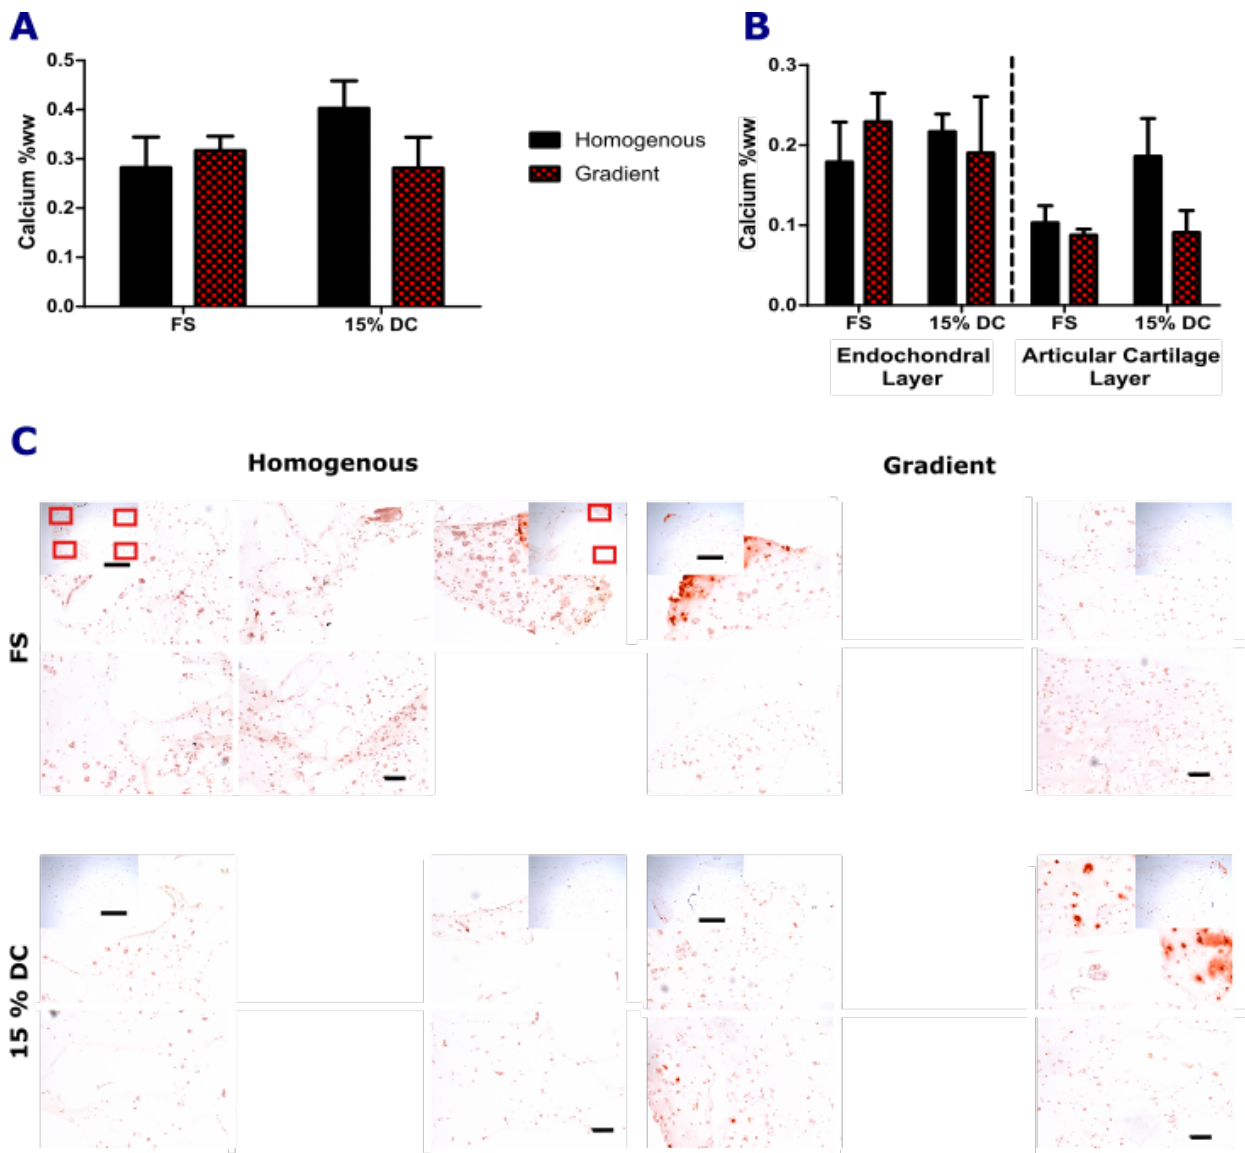 A
B
0.5
0.4
0.3
0.2
0.1
0.0
Calcium %ww
FS
15% DC
Homogenous
Gradient
0.3
0.2
0.1
0.0
Calcium %ww
FS
15% DC
FS
15% DC
Endochondral
Layer
Articular Cartilage
Layer
C
Homogenous
Gradient
FS
15 % DC